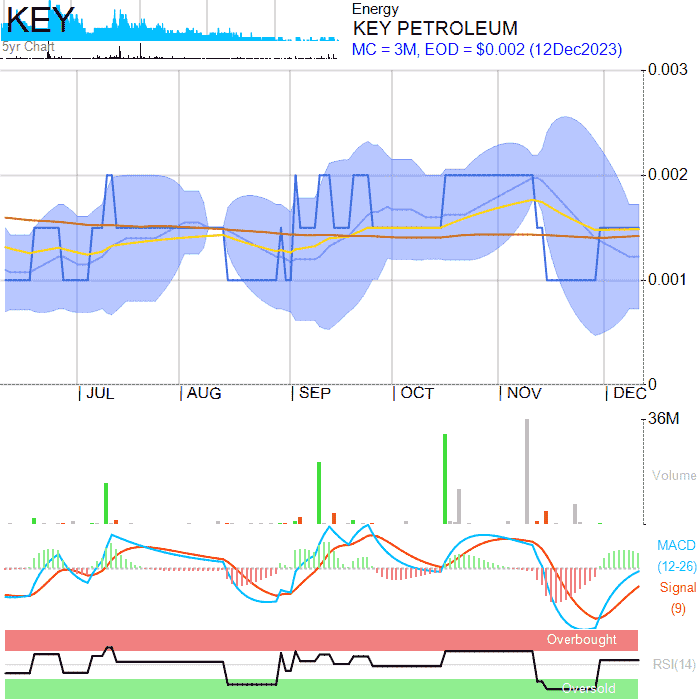 KEY
5yr Chart
Energy
KEY PETROLEUM
MC = 3M, EOD = $0.002 (12Dec2023)
0.003
0.002
0.001
0
JUL
AUG
SEP
OCT
NOV
DEC
36M
Volume
MACD
(12-26)
Signal
(9)
Overbought
RSI(14)
Oversold